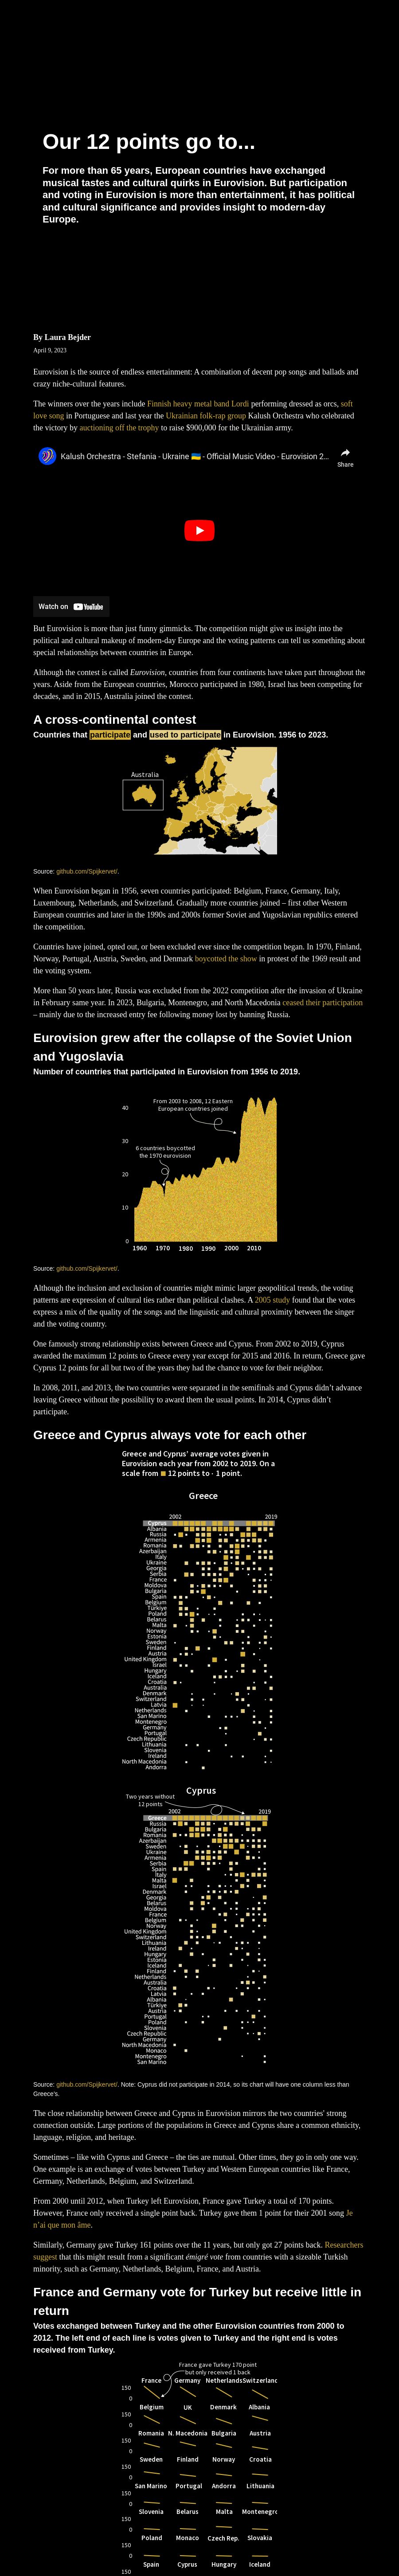 Our 12 points go to...
For more than 65 years, European countries have exchanged
musical tastes and cultural quirks in Eurovision. But participation
and voting in Eurovision is more than entertainment, it has political
and cultural significance and provides insight to modern-day
Europe.
By Laura Bejder
April 9, 2023
Eurovision is the source of endless entertainment: A combination of decent pop songs and ballads and
crazy niche-cultural features.
The winners over the years include Finnish heavy metal band Lordi performing dressed as orcs, soft
love song in Portuguese and last year the Ukrainian folk-rap group Kalush Orchestra who celebrated
the victory by auctioning off the trophy to raise $900,000 for the Ukrainian army.
Kalush Orchestra - Stefania - Ukraine 🇺🇦 - Official Music Video - Eurovision 2...
Share
Watch on YouTube
But Eurovision is more than just funny gimmicks. The competition might give us insight into the
political and cultural makeup of modern-day Europe and the voting patterns can tell us something about
special relationships between countries in Europe.
Although the contest is called Eurovision, countries from four continents have taken part throughout the
years. Aside from the European countries, Morocco participated in 1980, Israel has been competing for
decades, and in 2015, Australia joined the contest.
A cross-continental contest
Countries that participate and used to participate in Eurovision. 1956 to 2023.
Australia
Source: github.com/Spijkervet/.
When Eurovision began in 1956, seven countries participated: Belgium, France, Germany, Italy,
Luxembourg, Netherlands, and Switzerland. Gradually more countries joined – first other Western
European countries and later in the 1990s and 2000s former Soviet and Yugoslavian republics entered
the competition.
Countries have joined, opted out, or been excluded ever since the competition began. In 1970, Finland,
Norway, Portugal, Austria, Sweden, and Denmark boycotted the show in protest of the 1969 result and
the voting system.
More than 50 years later, Russia was excluded from the 2022 competition after the invasion of Ukraine
in February same year. In 2023, Bulgaria, Montenegro, and North Macedonia ceased their participation
– mainly due to the increased entry fee following money lost by banning Russia.
Eurovision grew after the collapse of the Soviet Union
and Yugoslavia
Number of countries that participated in Eurovision from 1956 to 2019.
From 2003 to 2008, 12 Eastern
European countries joined
40
30
6 countries boycotted
the 1970 eurovision
20
10
0
1960 1970 1980 1990 2000 2010
Source: github.com/Spijkervet/.
Although the inclusion and exclusion of countries might mirror larger geopolitical trends, the voting
patterns are expression of cultural ties rather than political clashes. A 2005 study found that the votes
express a mix of the quality of the songs and the linguistic and cultural proximity between the singer
and the voting country.
One famously strong relationship exists between Greece and Cyprus. From 2002 to 2019, Cyprus
awarded the maximum 12 points to Greece every year except for 2015 and 2016. In return, Greece gave
Cyprus 12 points for all but two of the years they had the chance to vote for their neighbor.
In 2008, 2011, and 2013, the two countries were separated in the semifinals and Cyprus didn’t advance
leaving Greece without the possibility to award them the usual points. In 2014, Cyprus didn’t
participate.
Greece and Cyprus always vote for each other
Greece and Cyprus’ average votes given in
Eurovision each year from 2002 to 2019. On a
scale from 12 points to · 1 point.
Greece
2002 2019
Cyprus
Albania
Russia
Armenia
Romania
Azerbaijan
Italy
Ukraine
Georgia
Serbia
France
Moldova
Bulgaria
Spain
Belgium
Türkiye
Poland
Belarus
Malta
Norway
Estonia
Sweden
Finland
Austria
United Kingdom
Israel
Hungary
Iceland
Croatia
Australia
Denmark
Switzerland
Latvia
Netherlands
San Marino
Montenegro
Germany
Portugal
Czech Republic
Lithuania
Slovenia
Ireland
North Macedonia
Andorra
Cyprus
Two years without
12 points
2002 2019
Greece
Russia
Bulgaria
Romania
Azerbaijan
Sweden
Ukraine
Armenia
Serbia
Spain
Italy
Malta
Israel
Denmark
Georgia
Belarus
Moldova
France
Belgium
Norway
United Kingdom
Switzerland
Lithuania
Ireland
Hungary
Estonia
Iceland
Finland
Netherlands
Australia
Croatia
Latvia
Albania
Türkiye
Austria
Portugal
Poland
Slovenia
Czech Republic
Germany
North Macedonia
Monaco
Montenegro
San Marino
Source: github.com/Spijkervet/. Note: Cyprus did not participate in 2014, so its chart will have one column less than
Greece's.
The close relationship between Greece and Cyprus in Eurovision mirrors the two countries' strong
connection outside. Large portions of the populations in Greece and Cyprus share a common ethnicity,
language, religion, and heritage.
Sometimes – like with Cyprus and Greece – the ties are mutual. Other times, they go in only one way.
One example is an exchange of votes between Turkey and Western European countries like France,
Germany, Netherlands, Belgium, and Switzerland.
From 2000 until 2012, when Turkey left Eurovision, France gave Turkey a total of 170 points.
However, France only received a single point back. Turkey gave them 1 point for their 2001 song Je
n’ai que mon âme.
Similarly, Germany gave Turkey 161 points over the 11 years, but only got 27 points back. Researchers
suggest that this might result from a significant émigré vote from countries with a sizeable Turkish
minority, such as Germany, Netherlands, Belgium, France, and Austria.
France and Germany vote for Turkey but receive little in
return
Votes exchanged between Turkey and the other Eurovision countries from 2000 to
2012. The left end of each line is votes given to Turkey and the right end is votes
received from Turkey.
France gave Turkey 170 point
but only received 1 back
France Germany Netherlands Switzerland
150
0
Belgium UK Denmark Albania
150
0
Romania N. Macedonia Bulgaria Austria
150
0
Sweden Finland Norway Croatia
150
0
San Marino Portugal Andorra Lithuania
150
0
Slovenia Belarus Malta Montenegro
150
0
Poland Monaco Czech Rep. Slovakia
150
0
Spain Cyprus Hungary Iceland
150